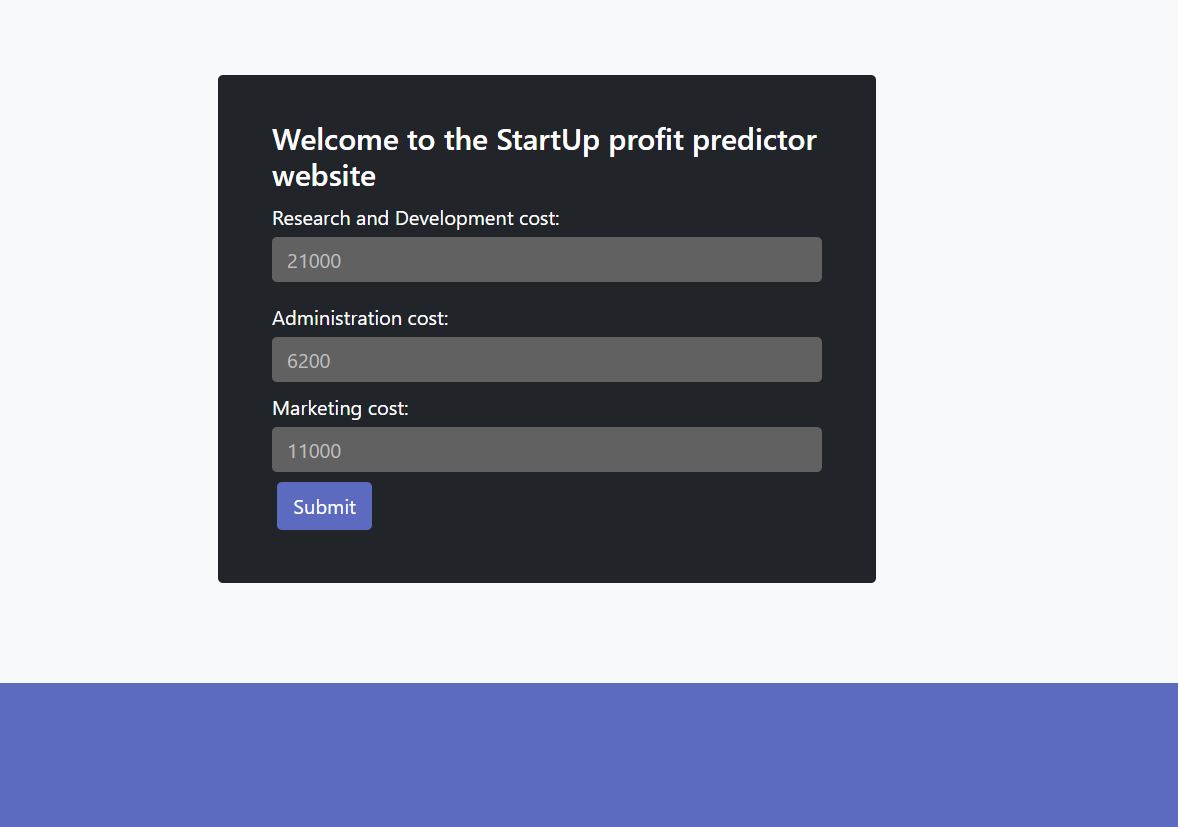 Welcome to the StartUp profit predictor
website
Research and Development cost:
21000
Administration cost:
6200
Marketing cost:
11000
Submit